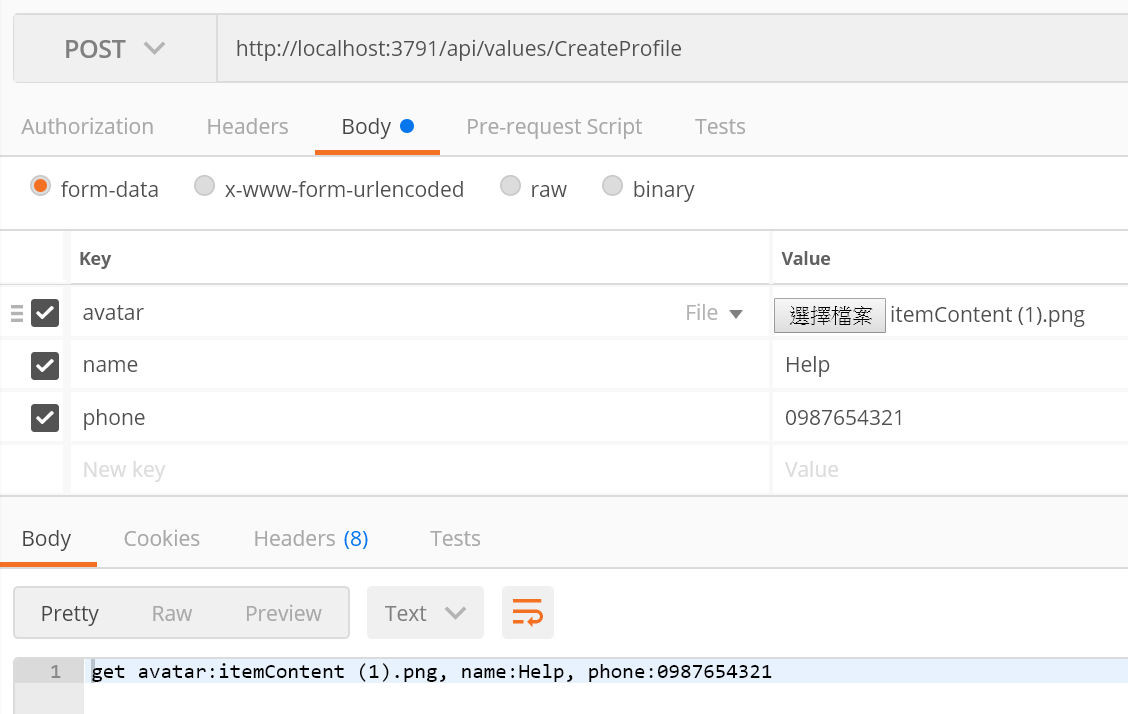 POST http://localhost:3791/api/values/CreateProfile
Authorization Headers Body Pre-request Script Tests
form-data x-www-form-urlencoded raw binary
Key Value
avatar File 選擇檔案 itemContent (1).png
name Help
phone 0987654321
New key Value
Body Cookies Headers (8) Tests
Pretty Raw Preview Text
1 get avatar:itemContent (1).png, name:Help, phone:0987654321